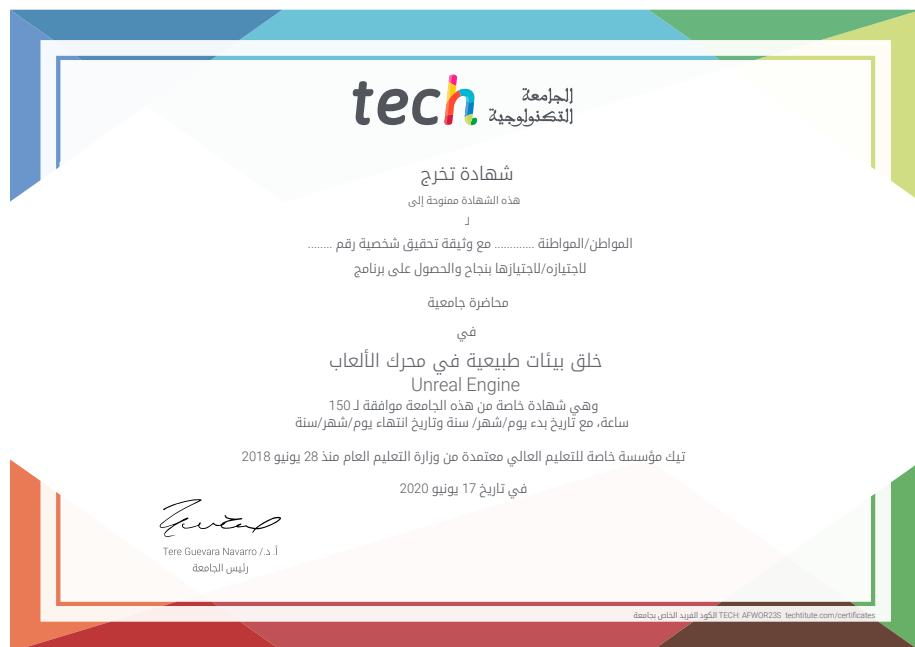 tech
الجامعة
التكنولوجية
شهادة تخرج
هذه الشهادة ممنوحة إلى
لـ
المواطن/المواطنة ............ مع وثيقة تحقيق شخصية رقم ........
لاجتيازه/لاجتيازها بنجاح والحصول على برنامج
محاضرة جامعية
في
خلق بيئات طبيعية في محرك الألعاب
Unreal Engine
وهي شهادة خاصة من هذه الجامعة موافقة لـ 150
ساعة، مع تاريخ بدء يوم/شهر/ سنة وتاريخ انتهاء يوم/شهر/سنة
تيك مؤسسة خاصة للتعليم العالي معتمدة من وزارة التعليم العام منذ 28 يونيو 2018
في تاريخ 17 يونيو 2020
أ. د./ Tere Guevara Navarro
رئيس الجامعة
الكود الفريد الخاص بجامعة TECH: AFWOR23S techtitute.com/certificates